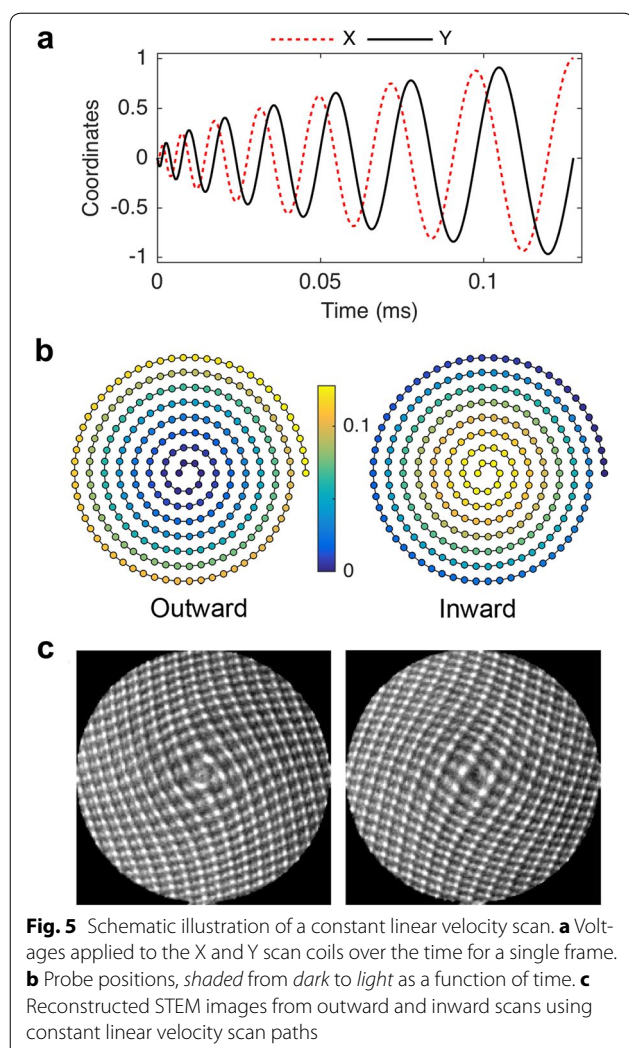 a
X Y
1
0.5
0
-0.5
-1
Coordinates
0 0.05 0.1
Time (ms)
b
0.1
0
Outward Inward
c
Fig. 5 Schematic illustration of a constant linear velocity scan. a Volt-
ages applied to the X and Y scan coils over the time for a single frame.
b Probe positions, shaded from dark to light as a function of time. c
Reconstructed STEM images from outward and inward scans using
constant linear velocity scan paths